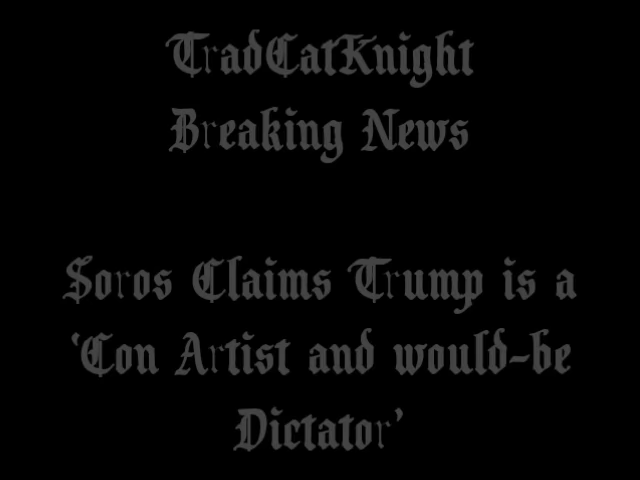 TradCatKnight
Breaking News
Soros Claims Trump is a
‘Con Artist and would-be
Dictator’